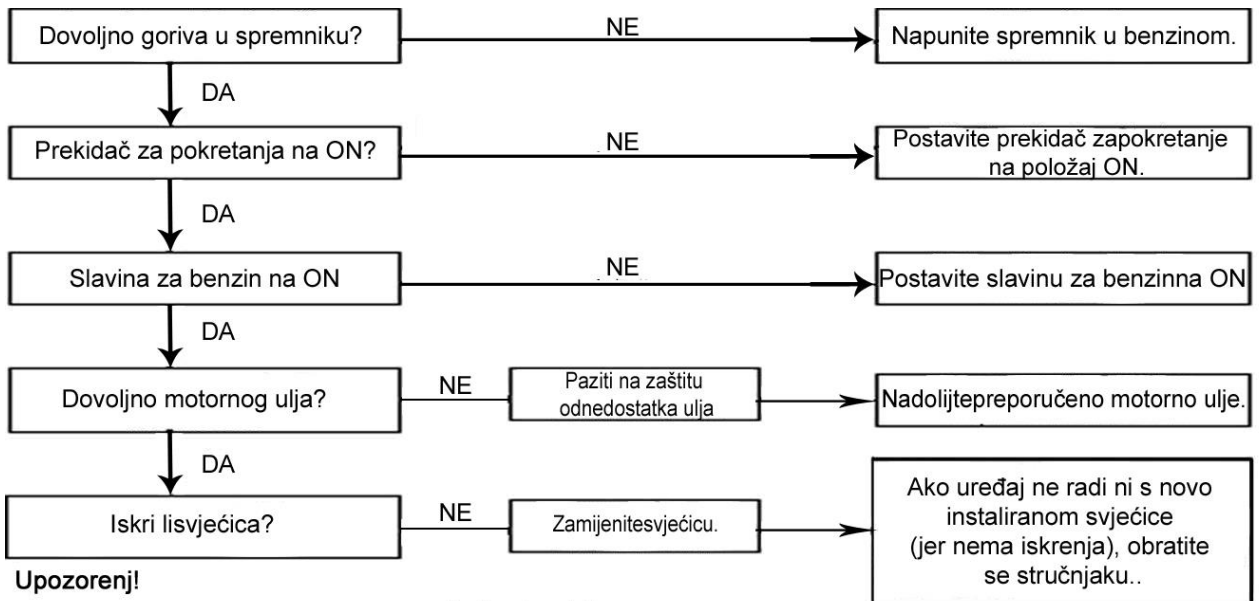 Dovoljno goriva u spremniku?
NE
Napunite spremnik u benzinom.
DA
Prekidač za pokretanja na ON?
NE
Postavite prekidač zapokretanje
na položaj ON.
DA
Slavina za benzin na ON
NE
Postavite slavinu za benzinna ON
DA
Dovoljno motornog ulja?
NE
Paziti na zaštitu
odnedostatka ulja
Nadolijtepreporučeno motorno ulje.
DA
Iskri lisvjećica?
NE
Zamijenitesvjećicu.
Ako uređaj ne radi ni s novo
instaliranom svjećice
(jer nema iskrenja), obratite
se stručnjaku..
Upozorenj!